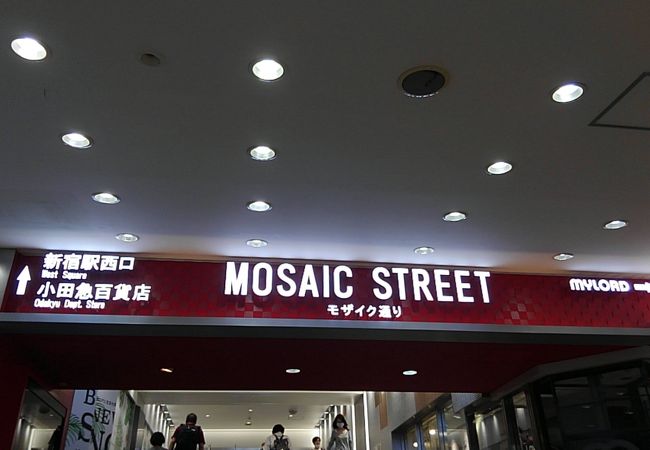 新宿駅西口
West Square
小田急百貨店
Odakyu Dept. Store
MOSAIC STREET
モザイク通り
MYLORD